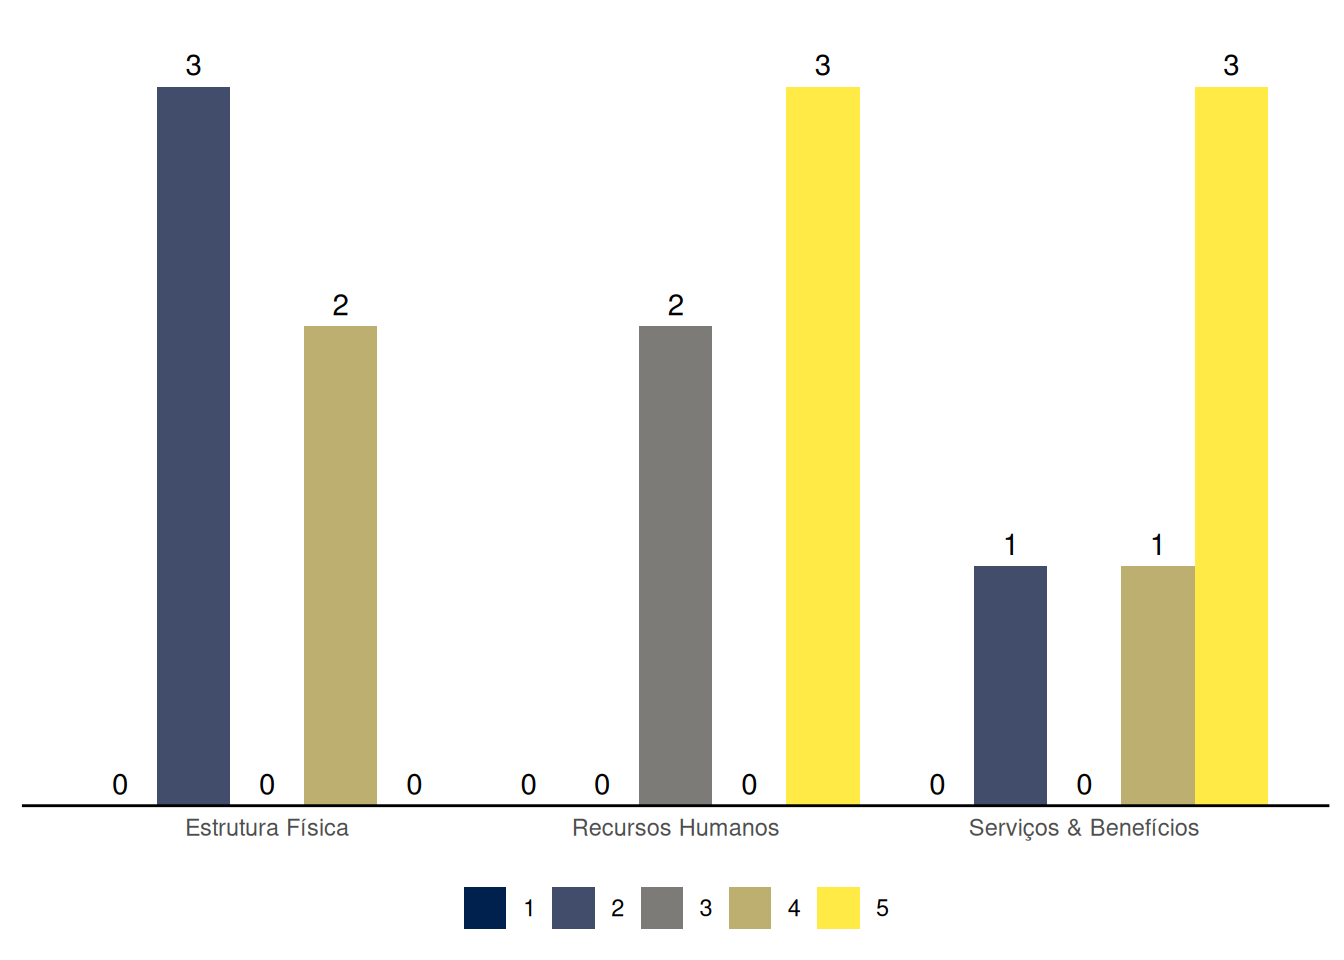 3 3 3
2 2
1 1
0 0 0 0 0 0 0 0
Estrutura Física Recursos Humanos Serviços & Benefícios
1 2 3 4 5